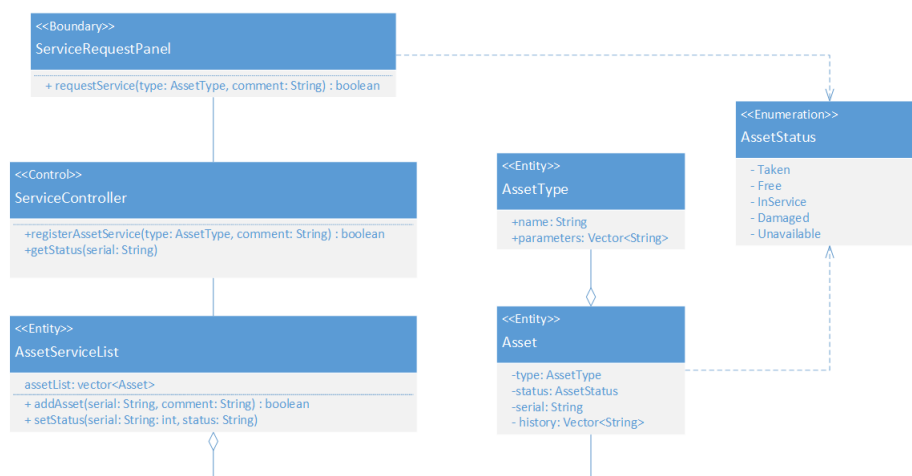 <<Boundary>>
ServiceRequestPanel
+ requestService(type: AssetType, comment: String) : boolean
<<Control>>
ServiceController
+registerAssetService(type: AssetType, comment: String) : boolean
+getStatus(serial: String)
<<Entity>>
AssetServiceList
assetList: vector<Asset>
+ addAsset(serial: String, comment: String) : boolean
+ setStatus(serial: String: int, status: String)
<<Entity>>
AssetType
+name: String
+parameters: Vector<String>
<<Entity>>
Asset
-type: AssetType
-status: AssetStatus
-serial: String
- history: Vector<String>
<<Enumeration>>
AssetStatus
- Taken
- Free
- InService
- Damaged
- Unavailable